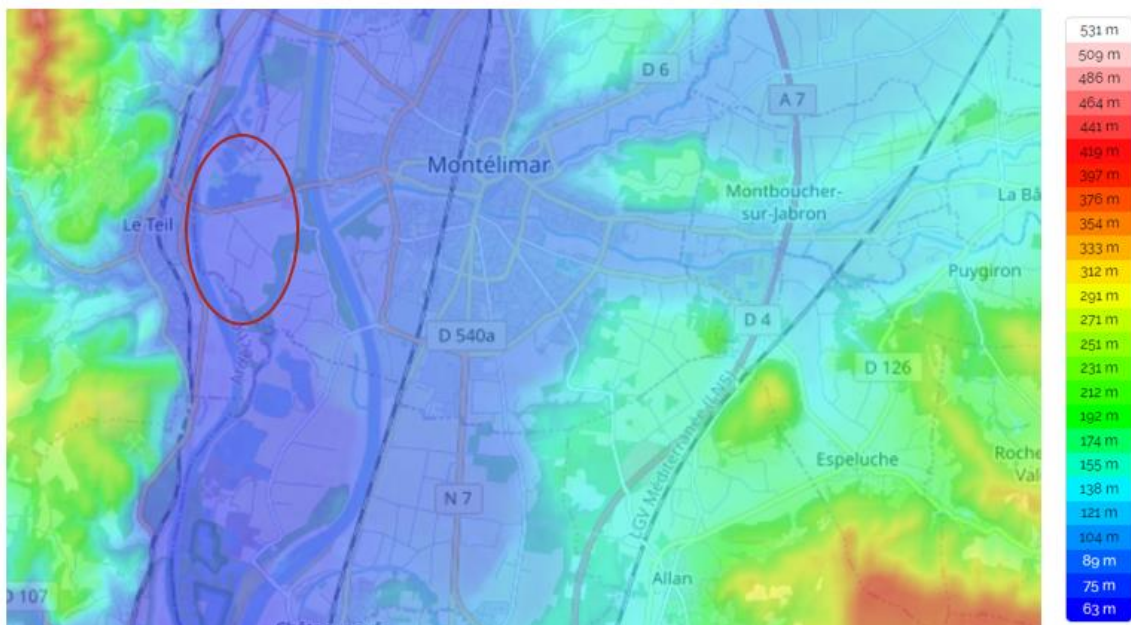 D 6
A 7
Montélimar
Montboucher-
sur-Jabron
La Bâ
Le Teil
Puygiron
D 4
D 540a
D 126
LGV Méditerranée (LN5)
Espeluche
Roche
Val
N 7
Allan
D 107
531 m
509 m
486 m
464 m
441 m
419 m
397 m
376 m
354 m
333 m
312 m
291 m
271 m
251 m
231 m
212 m
192 m
174 m
155 m
138 m
121 m
104 m
89 m
75 m
63 m